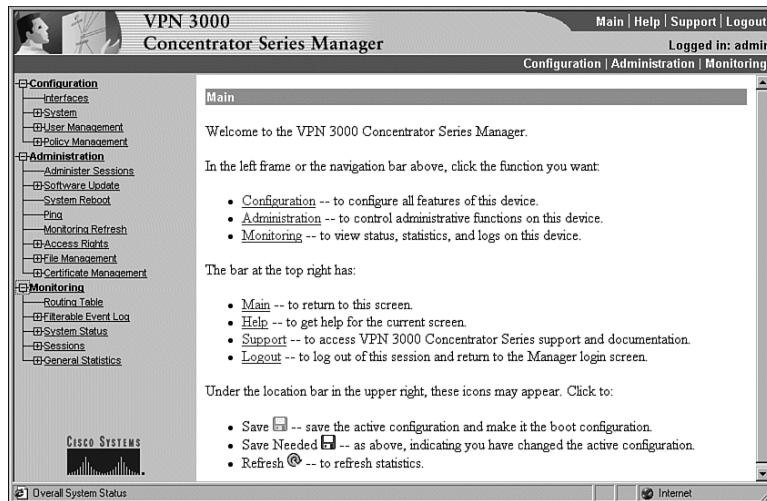 VPN 3000
Concentrator Series Manager
Main | Help | Support | Logout
Logged in: admin
Configuration | Administration | Monitoring
Configuration
Interfaces
System
User Management
Policy Management
Administration
Administer Sessions
Software Update
System Reboot
Ping
Monitoring Refresh
Access Rights
File Management
Certificate Management
Monitoring
Routing Table
Filterable Event Log
System Status
Sessions
General Statistics
CISCO SYSTEMS
Main
Welcome to the VPN 3000 Concentrator Series Manager.
In the left frame or the navigation bar above, click the function you want:
Configuration -- to configure all features of this device.
Administration -- to control administrative functions on this device.
Monitoring -- to view status, statistics, and logs on this device.
The bar at the top right has:
Main -- to return to this screen.
Help -- to get help for the current screen.
Support -- to access VPN 3000 Concentrator Series support and documentation.
Logout -- to log out of this session and return to the Manager login screen.
Under the location bar in the upper right, these icons may appear. Click to:
Save -- save the active configuration and make it the boot configuration.
Save Needed -- as above, indicating you have changed the active configuration.
Refresh -- to refresh statistics.
Overall System Status
Internet